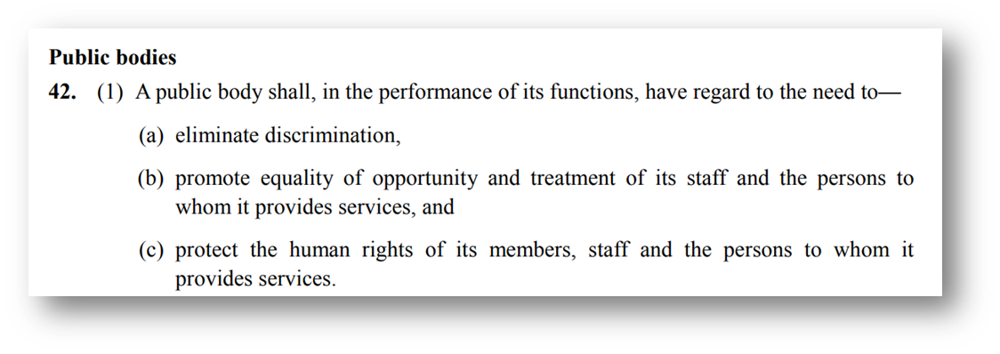 Public bodies
42. (1) A public body shall, in the performance of its functions, have regard to the need to—
(a) eliminate discrimination,
(b) promote equality of opportunity and treatment of its staff and the persons to
whom it provides services, and
(c) protect the human rights of its members, staff and the persons to whom it
provides services.